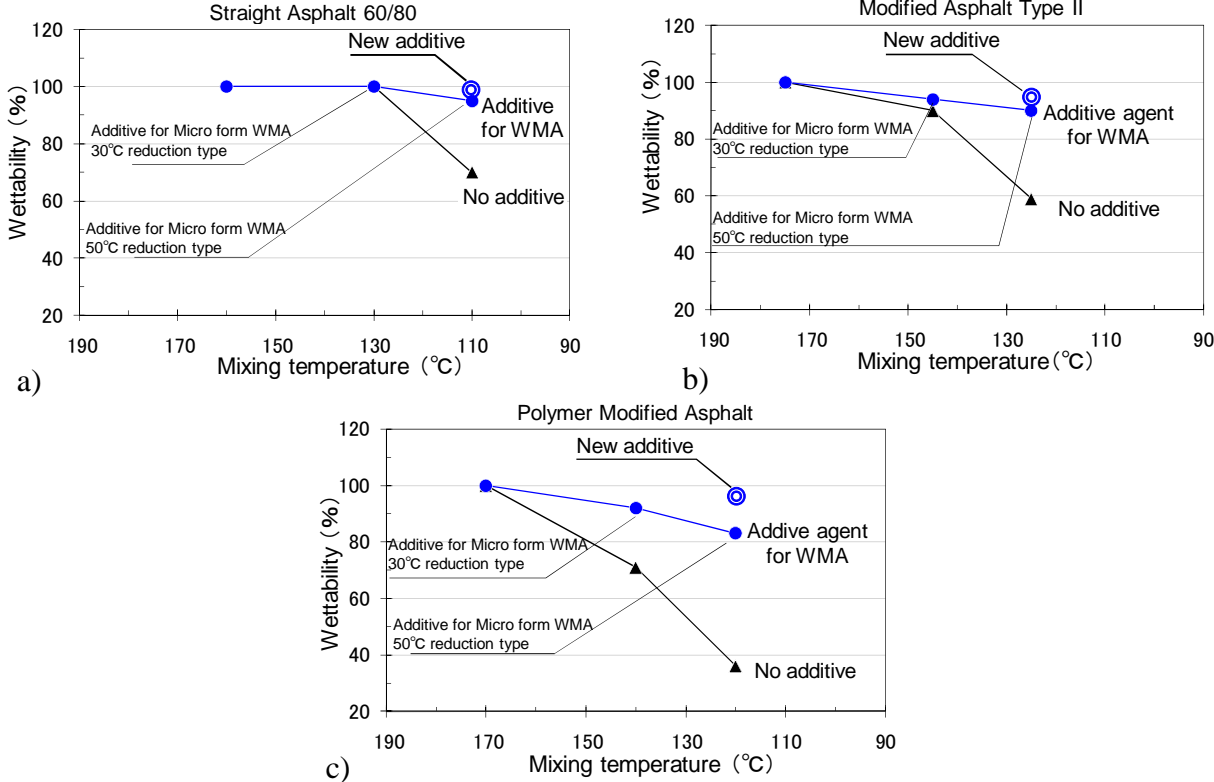 Straight Asphalt 60/80
120
100
80
60
40
20
Wettability (%)
New additive
Additive
for WMA
Additive for Micro form WMA
30℃ reduction type
No additive
Additive for Micro form WMA
50℃ reduction type
190 170 150 130 110 90
Mixing temperature (℃)
a)
Modified Asphalt Type II
120
100
80
60
40
20
Wettability (%)
New additive
Additive agent
for WMA
Additive for Micro form WMA
30℃ reduction type
No additive
Additive for Micro form WMA
50℃ reduction type
190 170 150 130 110 90
Mixing temperature(℃)
b)
Polymer Modified Asphalt
120
100
80
60
40
20
Wettability (%)
New additive
Addive agent
for WMA
Additive for Micro form WMA
30℃ reduction type
Additive for Micro form WMA
50℃ reduction type
No additive
190 170 150 130 110 90
Mixing temperature (℃)
c)